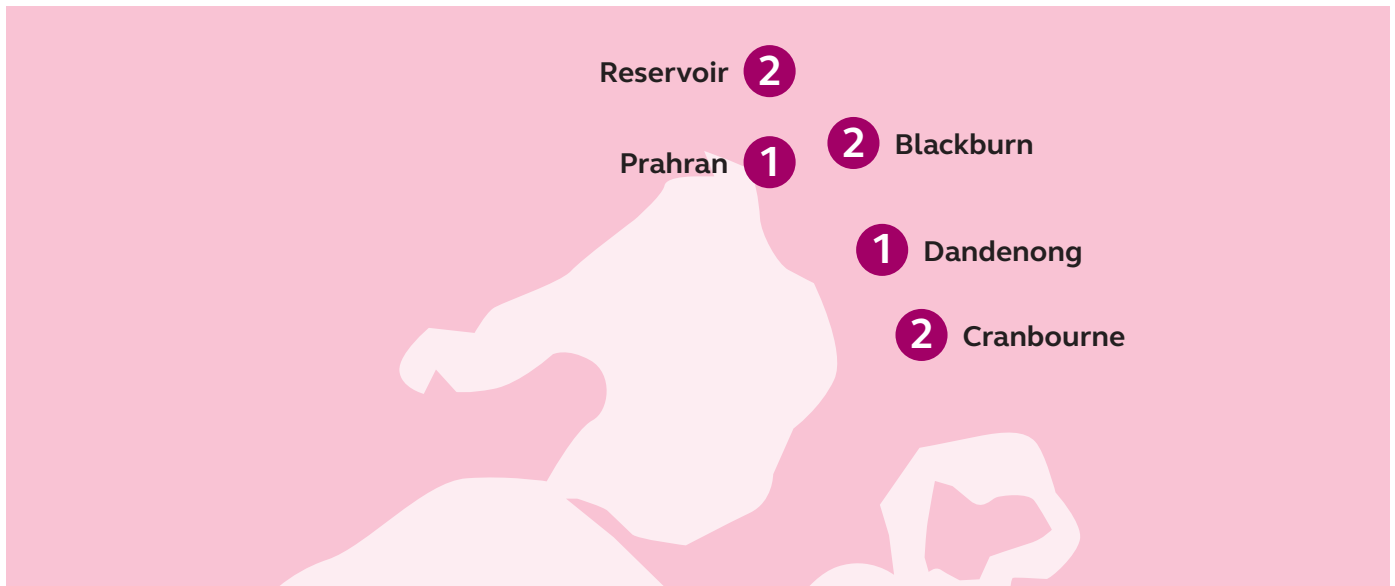 Reservoir 2
2 Blackburn
Prahran 1
1 Dandenong
2 Cranbourne